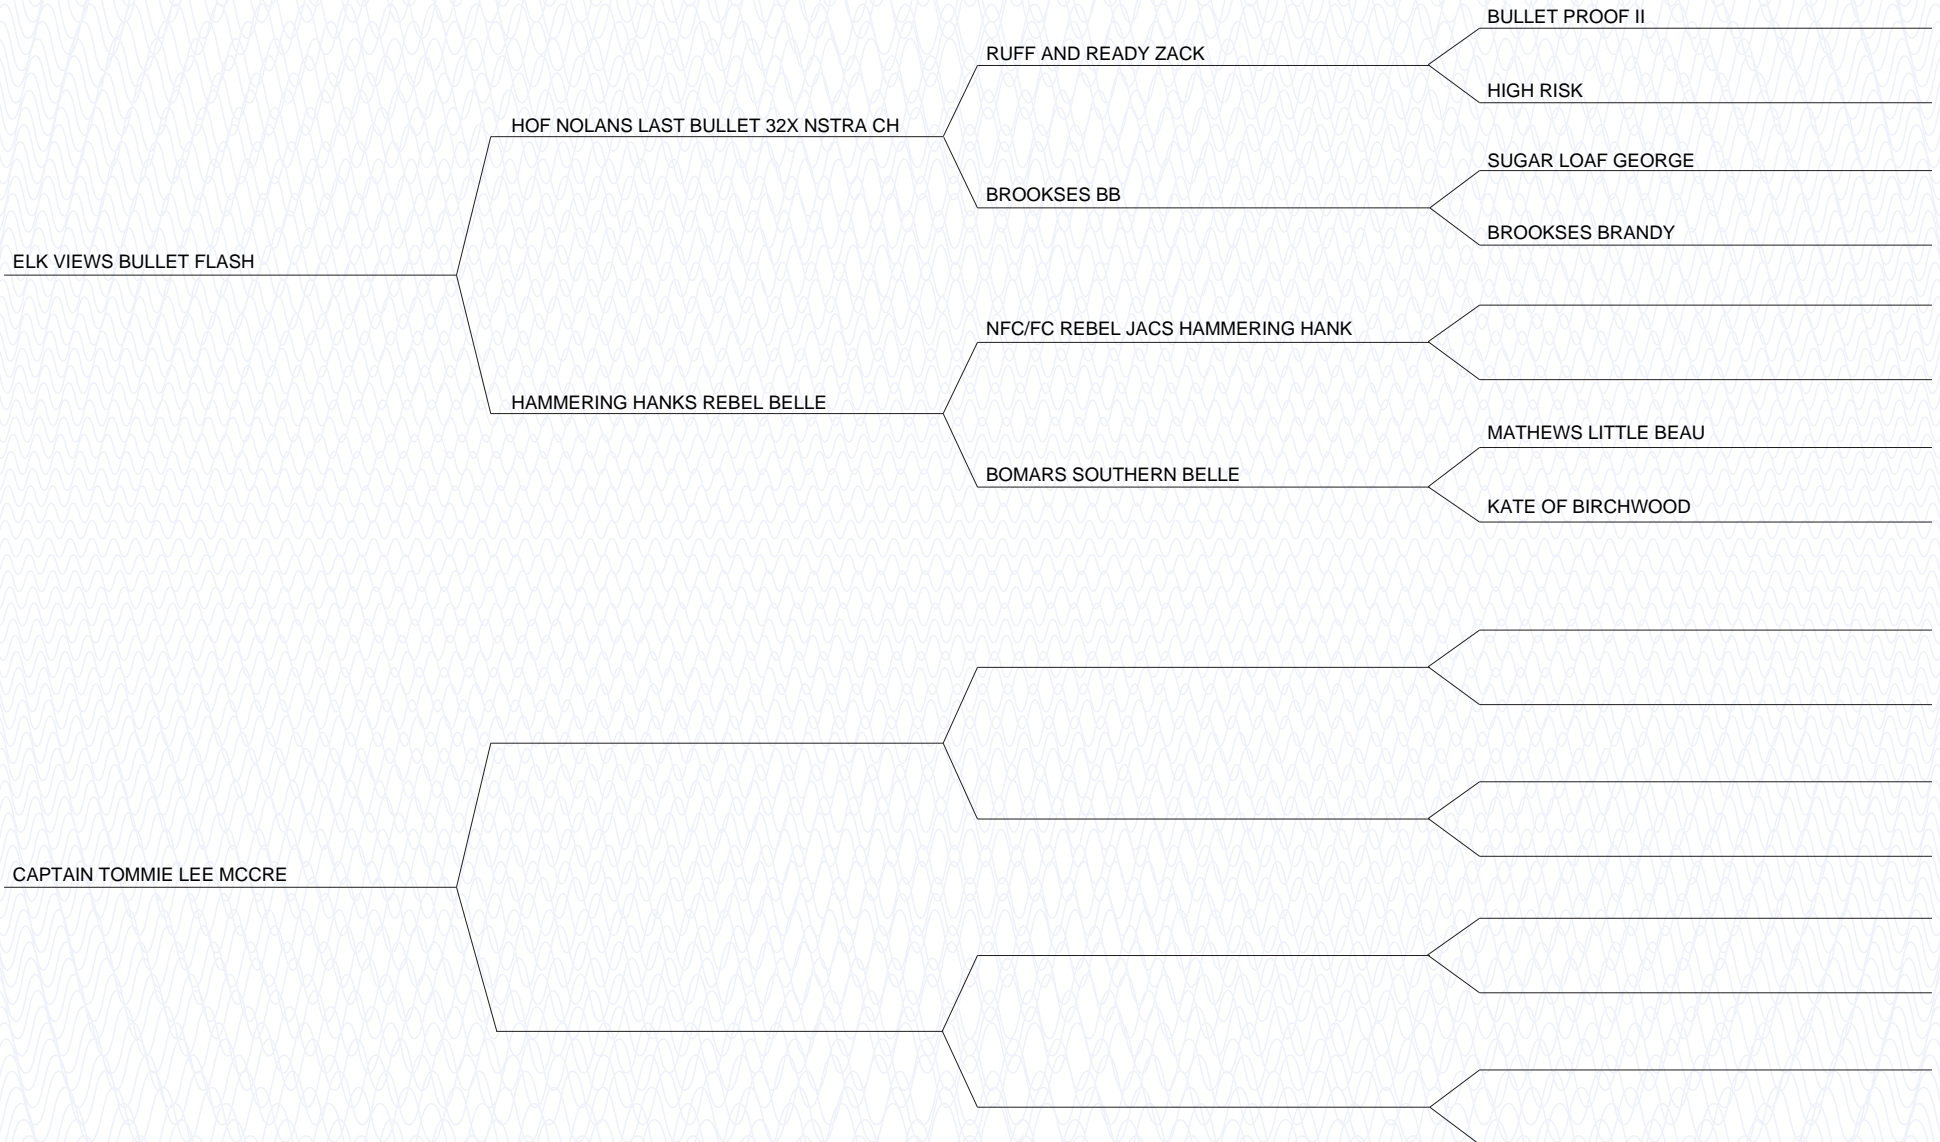 BULLET PROOF II
RUFF AND READY ZACK
HIGH RISK
HOF NOLANS LAST BULLET 32X NSTRA CH
SUGAR LOAF GEORGE
BROOKSES BB
BROOKSES BRANDY
ELK VIEWS BULLET FLASH
NFC/FC REBEL JACS HAMMERING HANK
HAMMERING HANKS REBEL BELLE
MATHEWS LITTLE BEAU
BOMARS SOUTHERN BELLE
KATE OF BIRCHWOOD
CAPTAIN TOMMIE LEE MCCRE